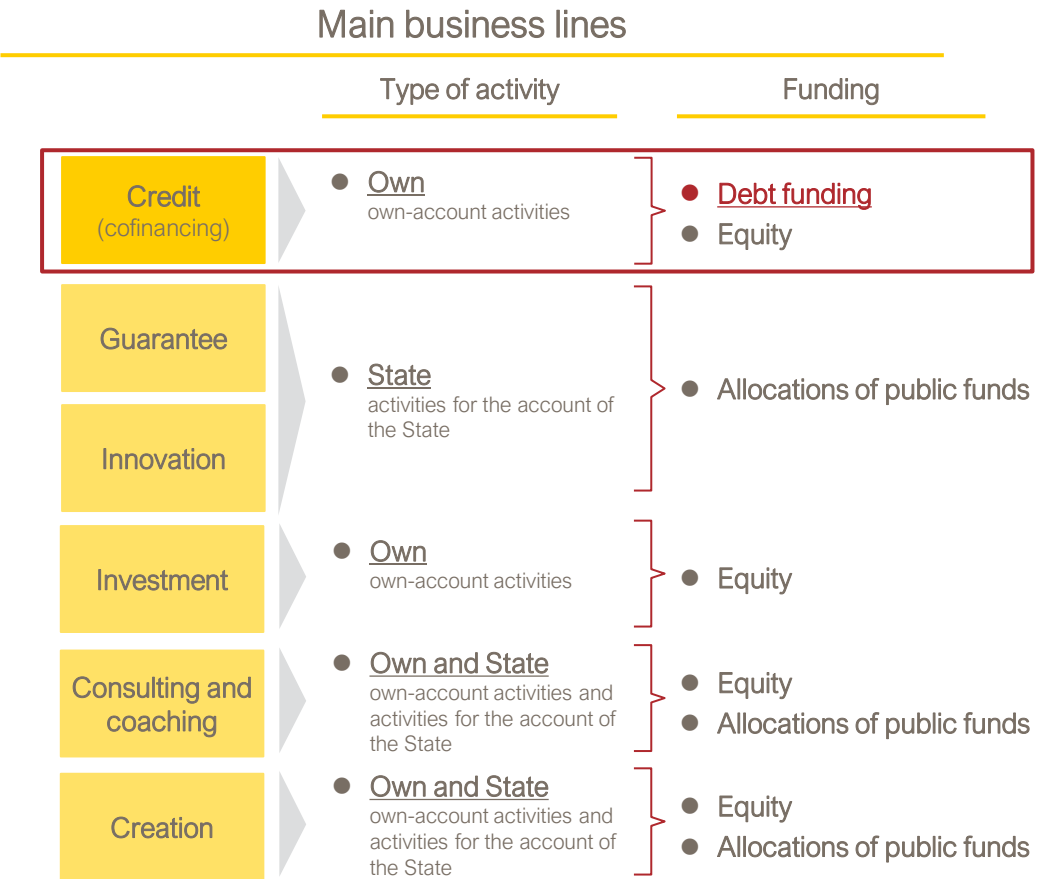 Main business lines
Type of activity
Funding
Credit
(cofinancing)
Own
own-account activities
Debt funding
Equity
Guarantee
Innovation
State
activities for the account of
the State
Allocations of public funds
Investment
Own
own-account activities
Equity
Consulting and
coaching
Own and State
own-account activities and
activities for the account of
the State
Equity
Allocations of public funds
Creation
Own and State
own-account activities and
activities for the account of
the State
Equity
Allocations of public funds